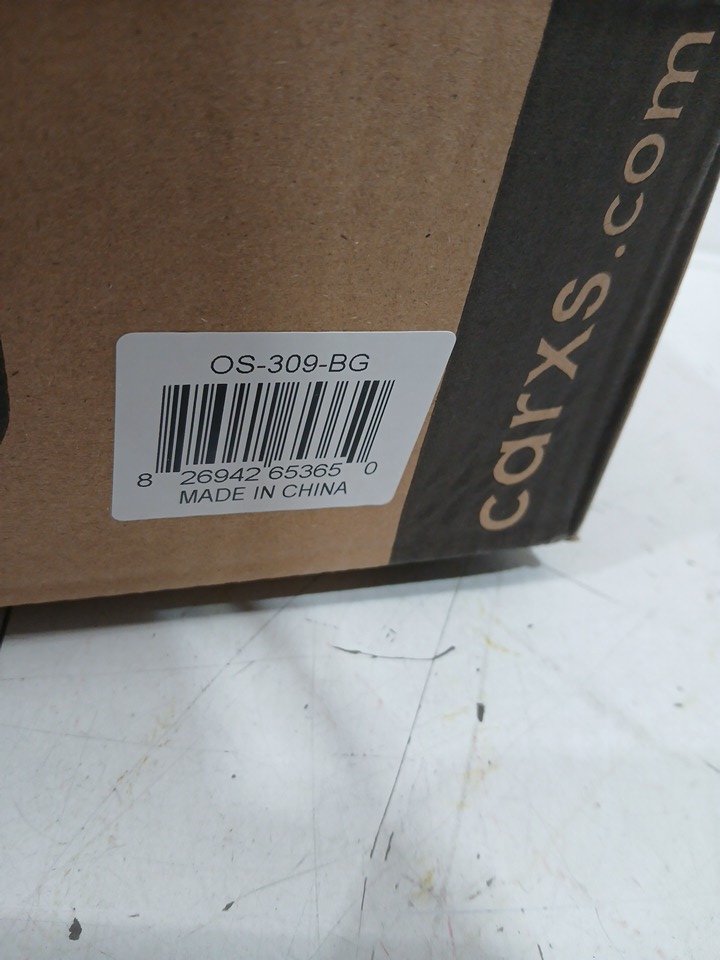 OS-309-BG
8 26942 65365 0
MADE IN CHINA
carxs.com